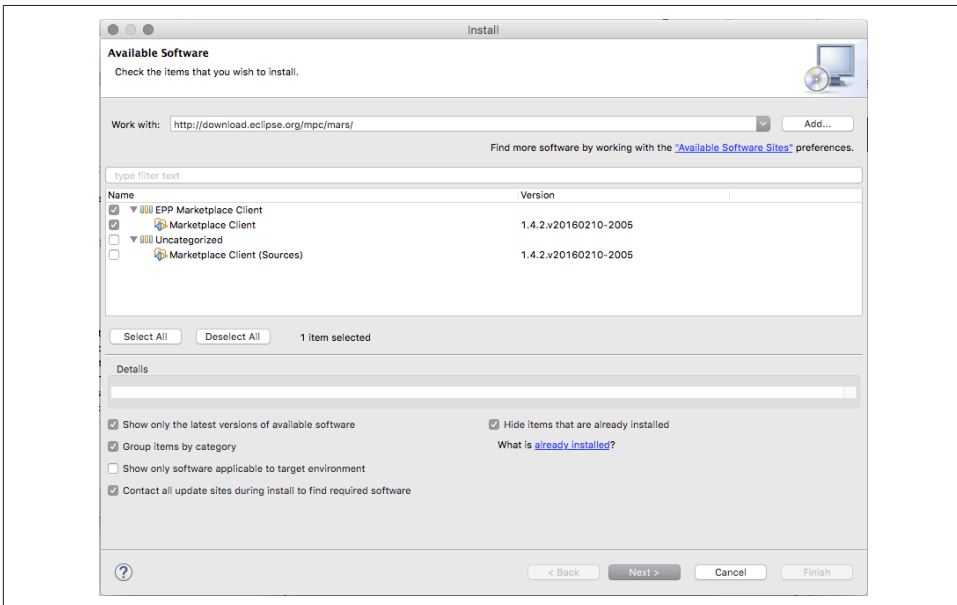 Install
Available Software
Check the items that you wish to install.
Work with: http://download.eclipse.org/mpc/mars/ Add...
Find more software by working with the "Available Software Sites" preferences.
type filter text
Name Version
EPP Marketplace Client
Marketplace Client 1.4.2.v20160210-2005
Uncategorized
Marketplace Client (Sources) 1.4.2.v20160210-2005
Select All Deselect All 1 item selected
Details
Show only the latest versions of available software Hide items that are already installed
Group items by category What is already installed?
Show only software applicable to target environment
Contact all update sites during install to find required software
? < Back Next > Cancel Finish